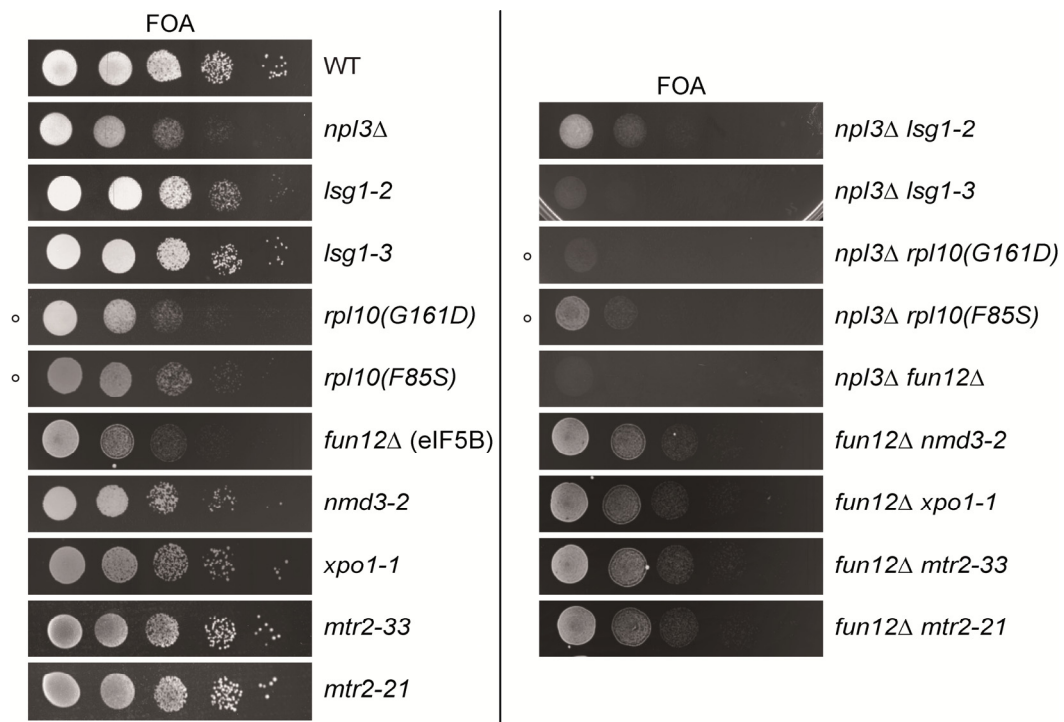 FOA
WT
npl3Δ
lsg1-2
lsg1-3
rpl10(G161D)
rpl10(F85S)
fun12Δ (eIF5B)
nmd3-2
xpo1-1
mtr2-33
mtr2-21
FOA
npl3Δ lsg1-2
npl3Δ lsg1-3
npl3Δ rpl10(G161D)
npl3Δ rpl10(F85S)
npl3Δ fun12Δ
fun12Δ nmd3-2
fun12Δ xpo1-1
fun12Δ mtr2-33
fun12Δ mtr2-21